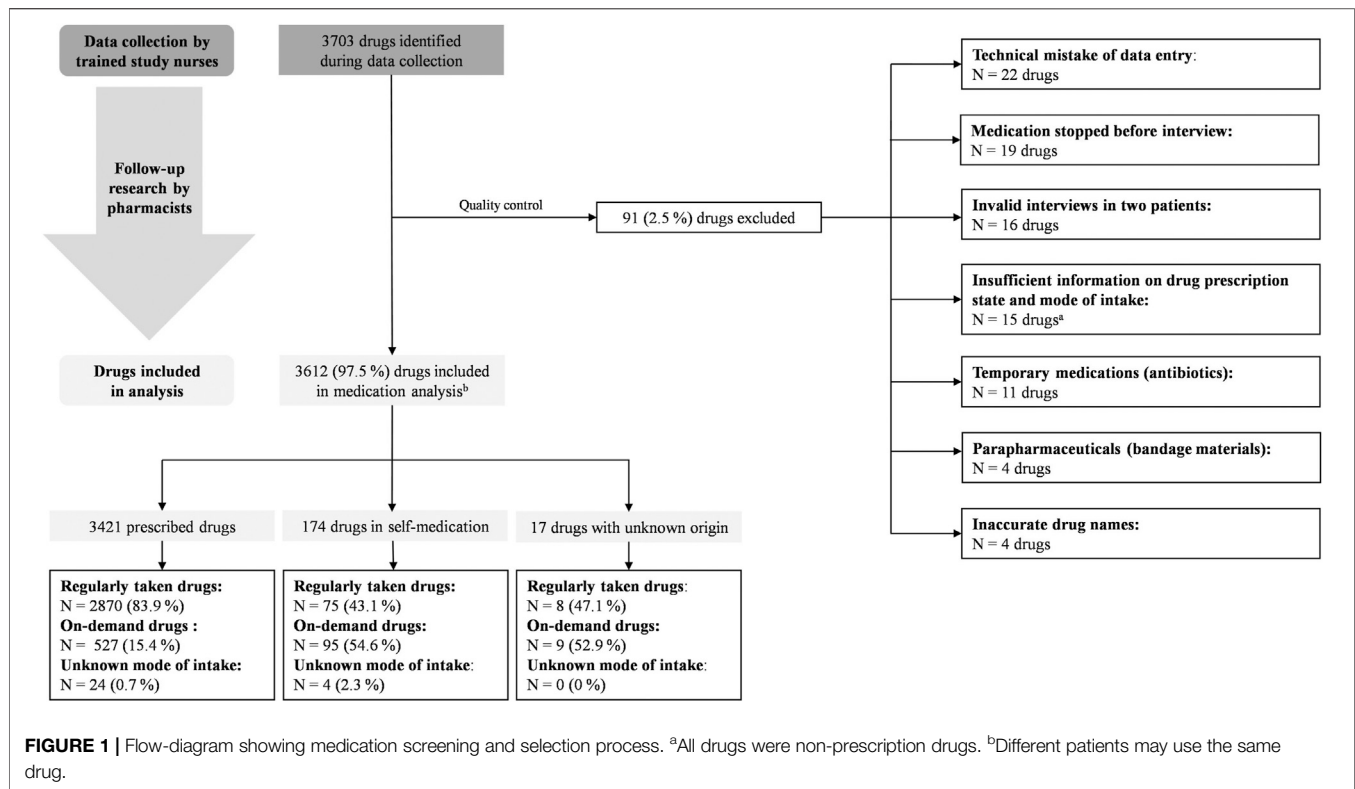 Data collection by
trained study nurses
3703 drugs identified
during data collection
Follow-up
research by
pharmacists
Quality control
91 (2.5 %) drugs excluded
Technical mistake of data entry:
N = 22 drugs
Medication stopped before interview:
N = 19 drugs
Invalid interviews in two patients:
N = 16 drugs
Insufficient information on drug prescription
state and mode of intake:
N = 15 drugsᵃ
Temporary medications (antibiotics):
N = 11 drugs
Parapharmaceuticals (bandage materials):
N = 4 drugs
Inaccurate drug names:
N = 4 drugs
Drugs included
in analysis
3612 (97.5 %) drugs included
in medication analysisᵇ
3421 prescribed drugs
174 drugs in self-medication
17 drugs with unknown origin
Regularly taken drugs:
N = 2870 (83.9 %)
On-demand drugs :
N = 527 (15.4 %)
Unknown mode of intake:
N = 24 (0.7 %)
Regularly taken drugs:
N = 75 (43.1 %)
On-demand drugs:
N = 95 (54.6 %)
Unknown mode of intake:
N = 4 (2.3 %)
Regularly taken drugs:
N = 8 (47.1 %)
On-demand drugs:
N = 9 (52.9 %)
Unknown mode of intake:
N = 0 (0 %)
FIGURE 1 | Flow-diagram showing medication screening and selection process. ᵃAll drugs were non-prescription drugs. ᵇDifferent patients may use the same
drug.